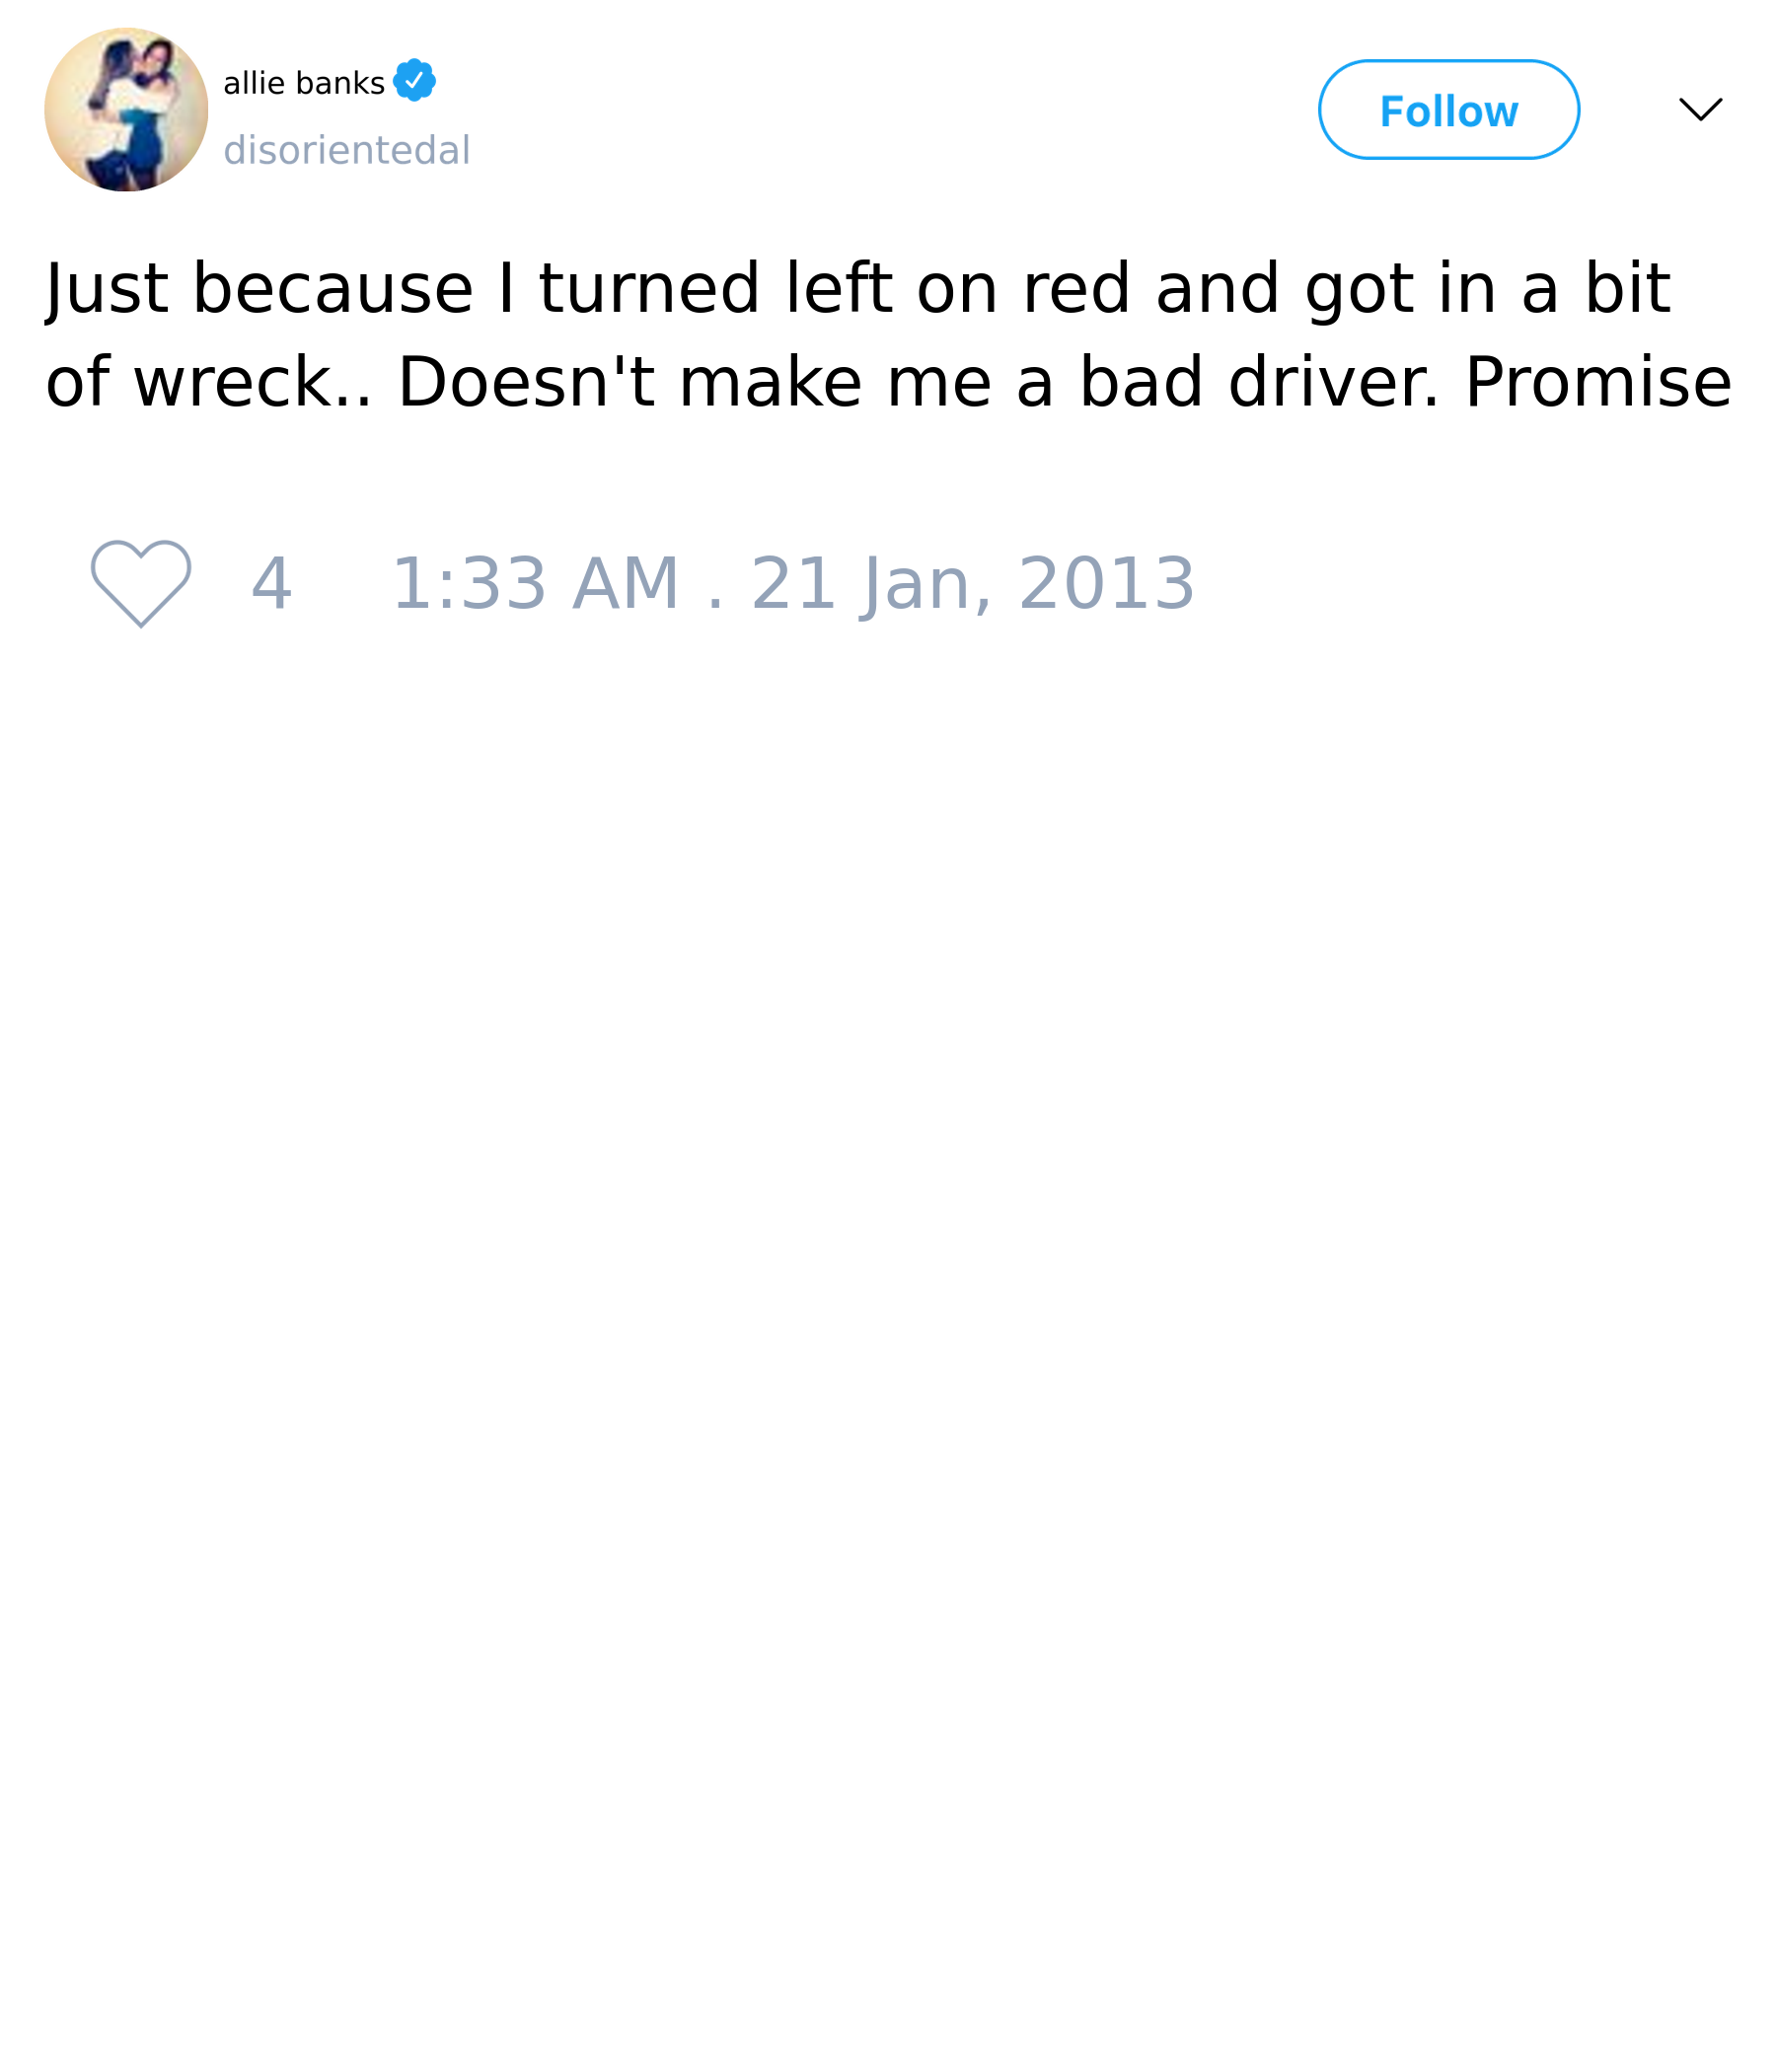 allie banks
disorientedal
Follow
Just because I turned left on red and got in a bit
of wreck.. Doesn't make me a bad driver. Promise
4 1:33 AM . 21 Jan, 2013